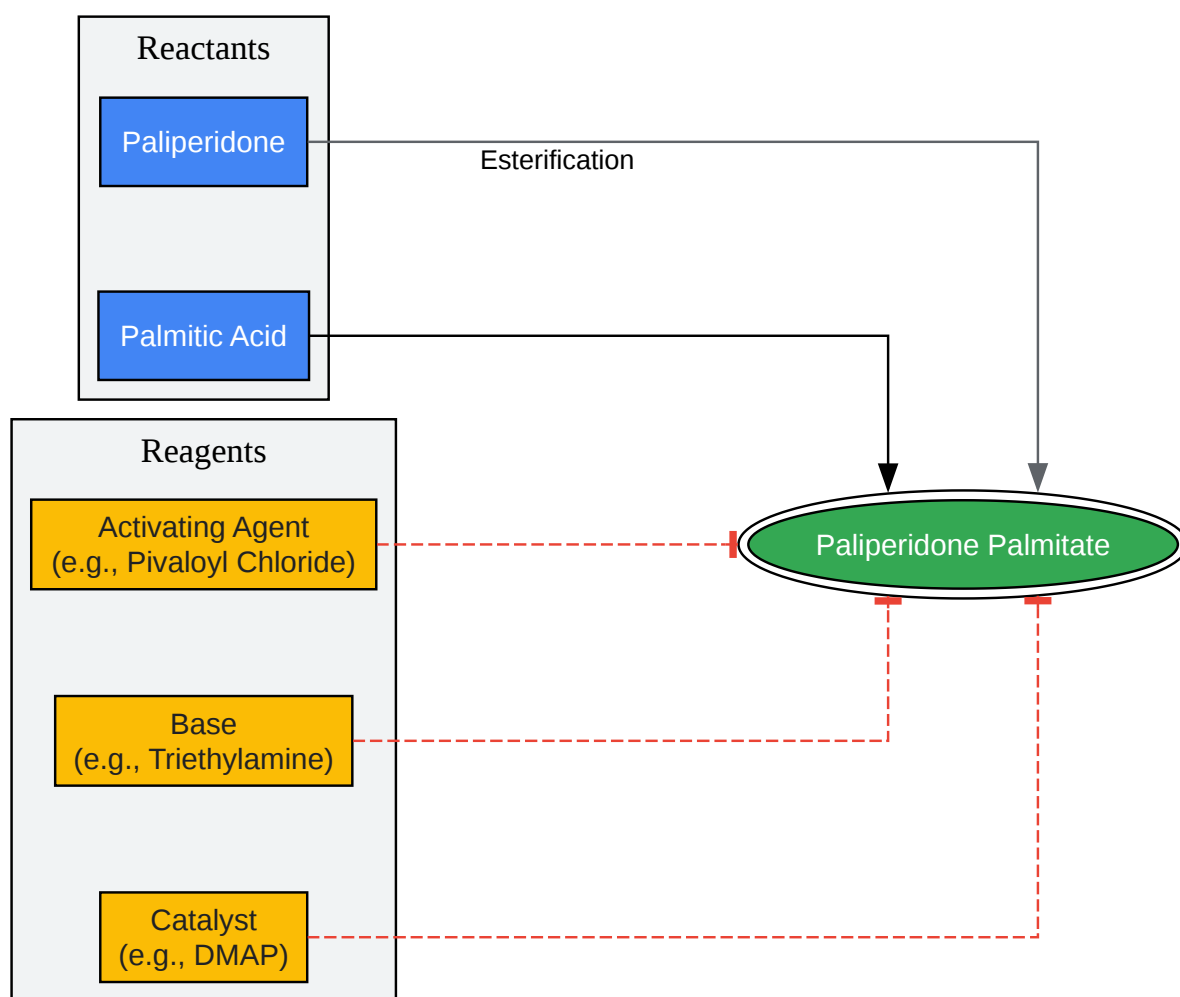 Reactants
Paliperidone
Esterification
Palmitic Acid
Reagents
Activating Agent
(e.g., Pivaloyl Chloride)
Paliperidone Palmitate
Base
(e.g., Triethylamine)
Catalyst
(e.g., DMAP)